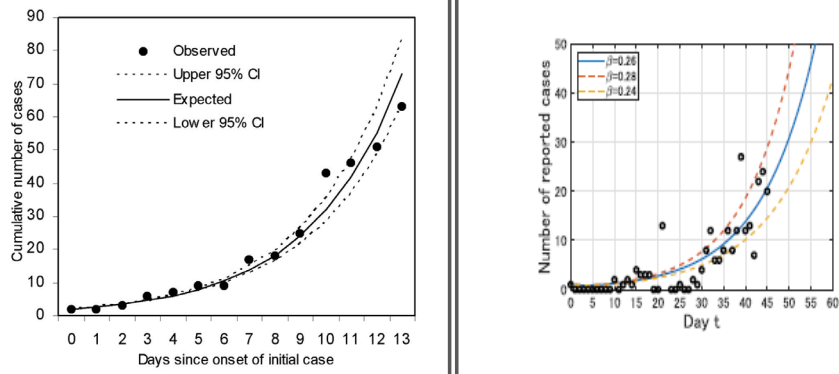 90
80
70
60
50
40
30
20
10
0
Cumulative number of cases
Observed
Upper 95% CI
Expected
Lower 95% CI
0 1 2 3 4 5 6 7 8 9 10 11 12 13
Days since onset of initial case
50
40
30
20
10
0
Number of reported cases
β=0.26
β=0.28
β=0.24
0 5 10 15 20 25 30 35 40 45 50 55 60
Day t